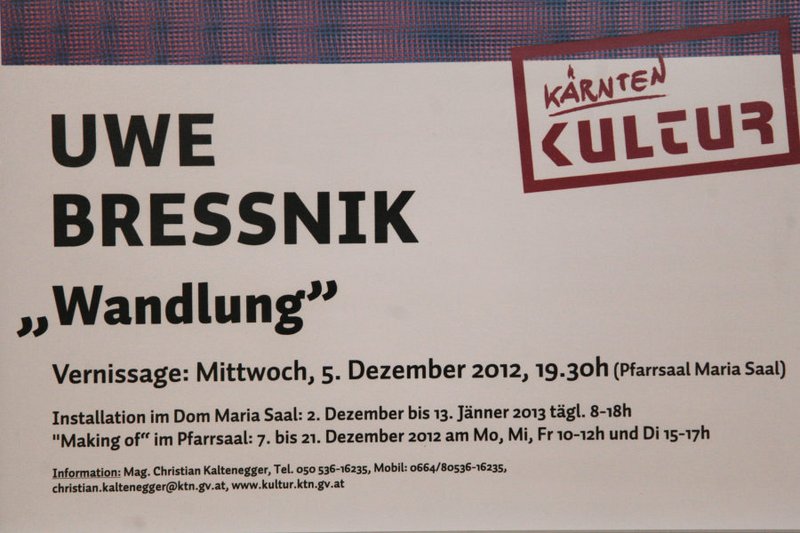 KÄRNTEN
KULTUR
UWE
BRESSNIK
„Wandlung”
Vernissage: Mittwoch, 5. Dezember 2012, 19.30h (Pfarrsaal Maria Saal)
Installation im Dom Maria Saal: 2. Dezember bis 13. Jänner 2013 tägl. 8-18h
"Making of“ im Pfarrsaal: 7. bis 21. Dezember 2012 am Mo, Mi, Fr 10-12h und Di 15-17h
Information: Mag. Christian Kaltenegger, Tel. 050 536-16235, Mobil: 0664/80536-16235,
christian.kaltenegger@ktn.gv.at, www.kultur.ktn.gv.at